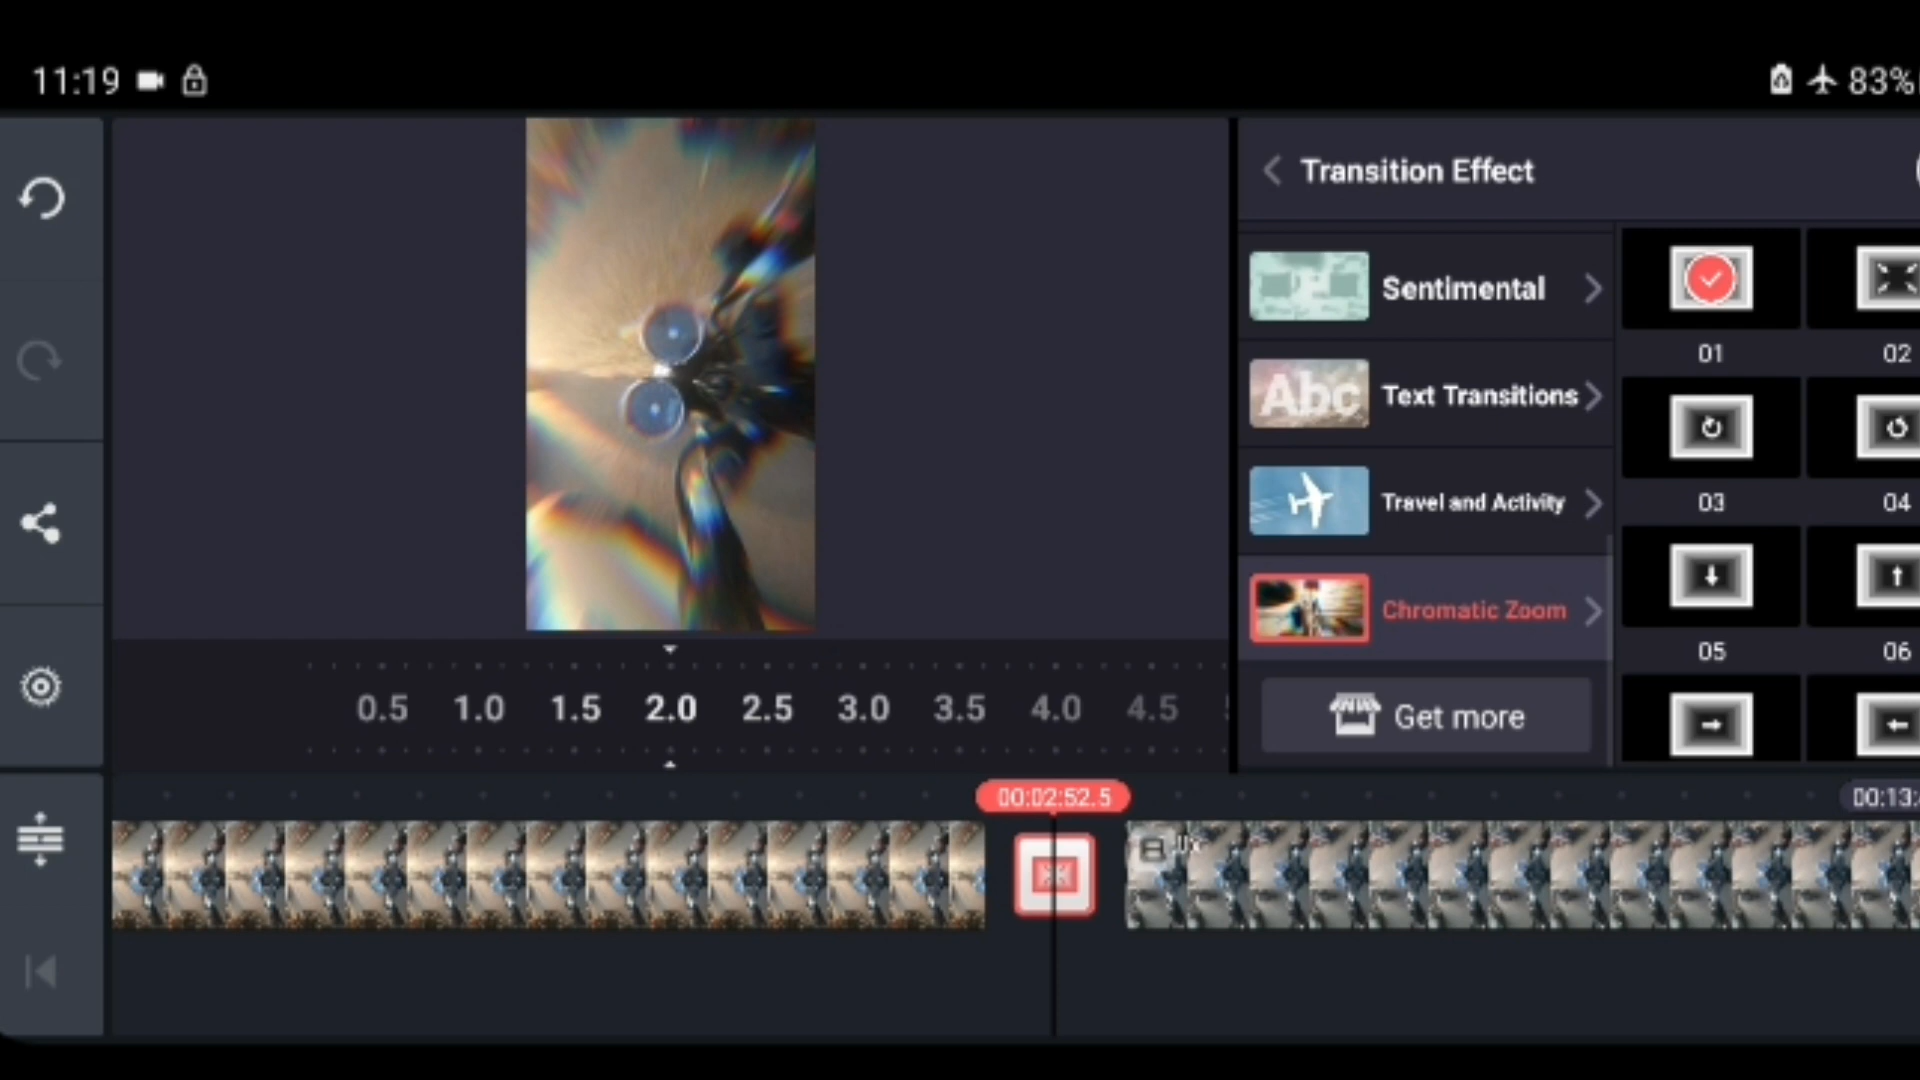 11:19
83%
Transition Effect
Sentimental
01
02
Abc
Text Transitions
03
04
Travel and Activity
Chromatic Zoom
05
06
Get more
0.5 1.0 1.5 2.0 2.5 3.0 3.5 4.0 4.5
00:02:52.5
00:13: